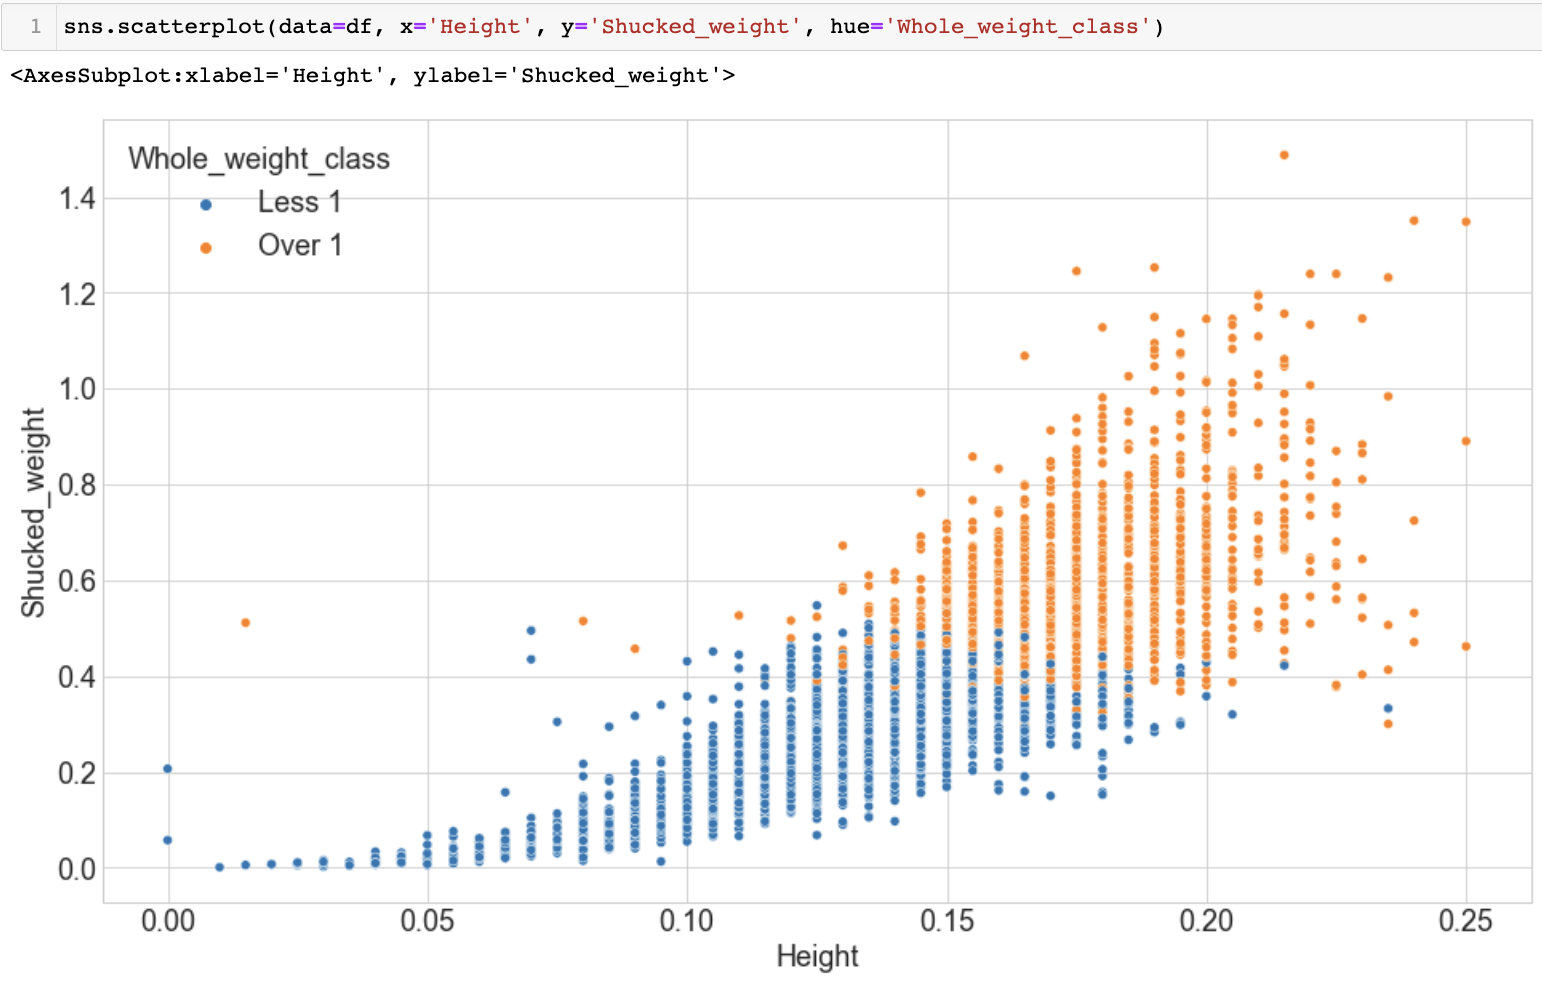 1 sns.scatterplot(data=df, x='Height', y='Shucked_weight', hue='Whole_weight_class')
<AxesSubplot:xlabel='Height', ylabel='Shucked_weight'>
Whole_weight_class
Less 1
Over 1
1.4
1.2
1.0
0.8
0.6
0.4
0.2
0.0
Shucked_weight
0.00 0.05 0.10 0.15 0.20 0.25
Height